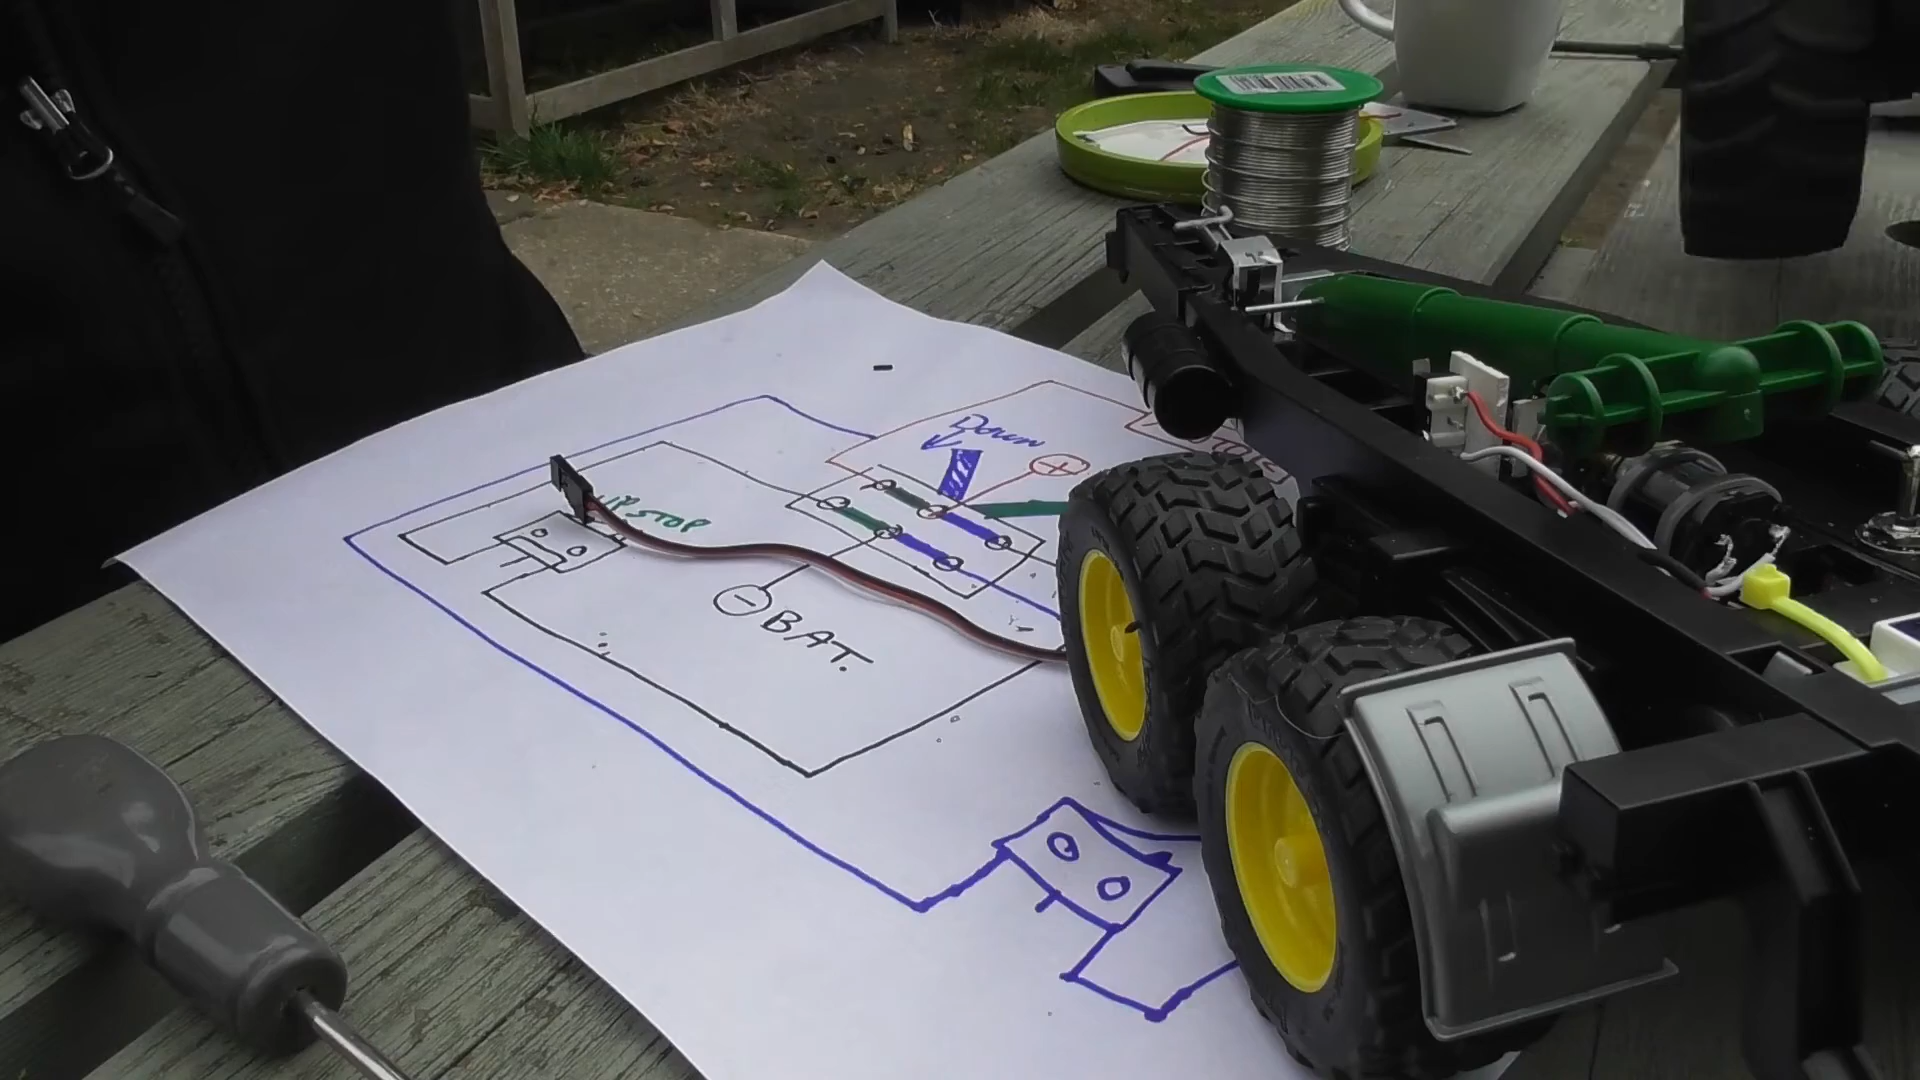 Down
+
UP STOP
-
BAT.